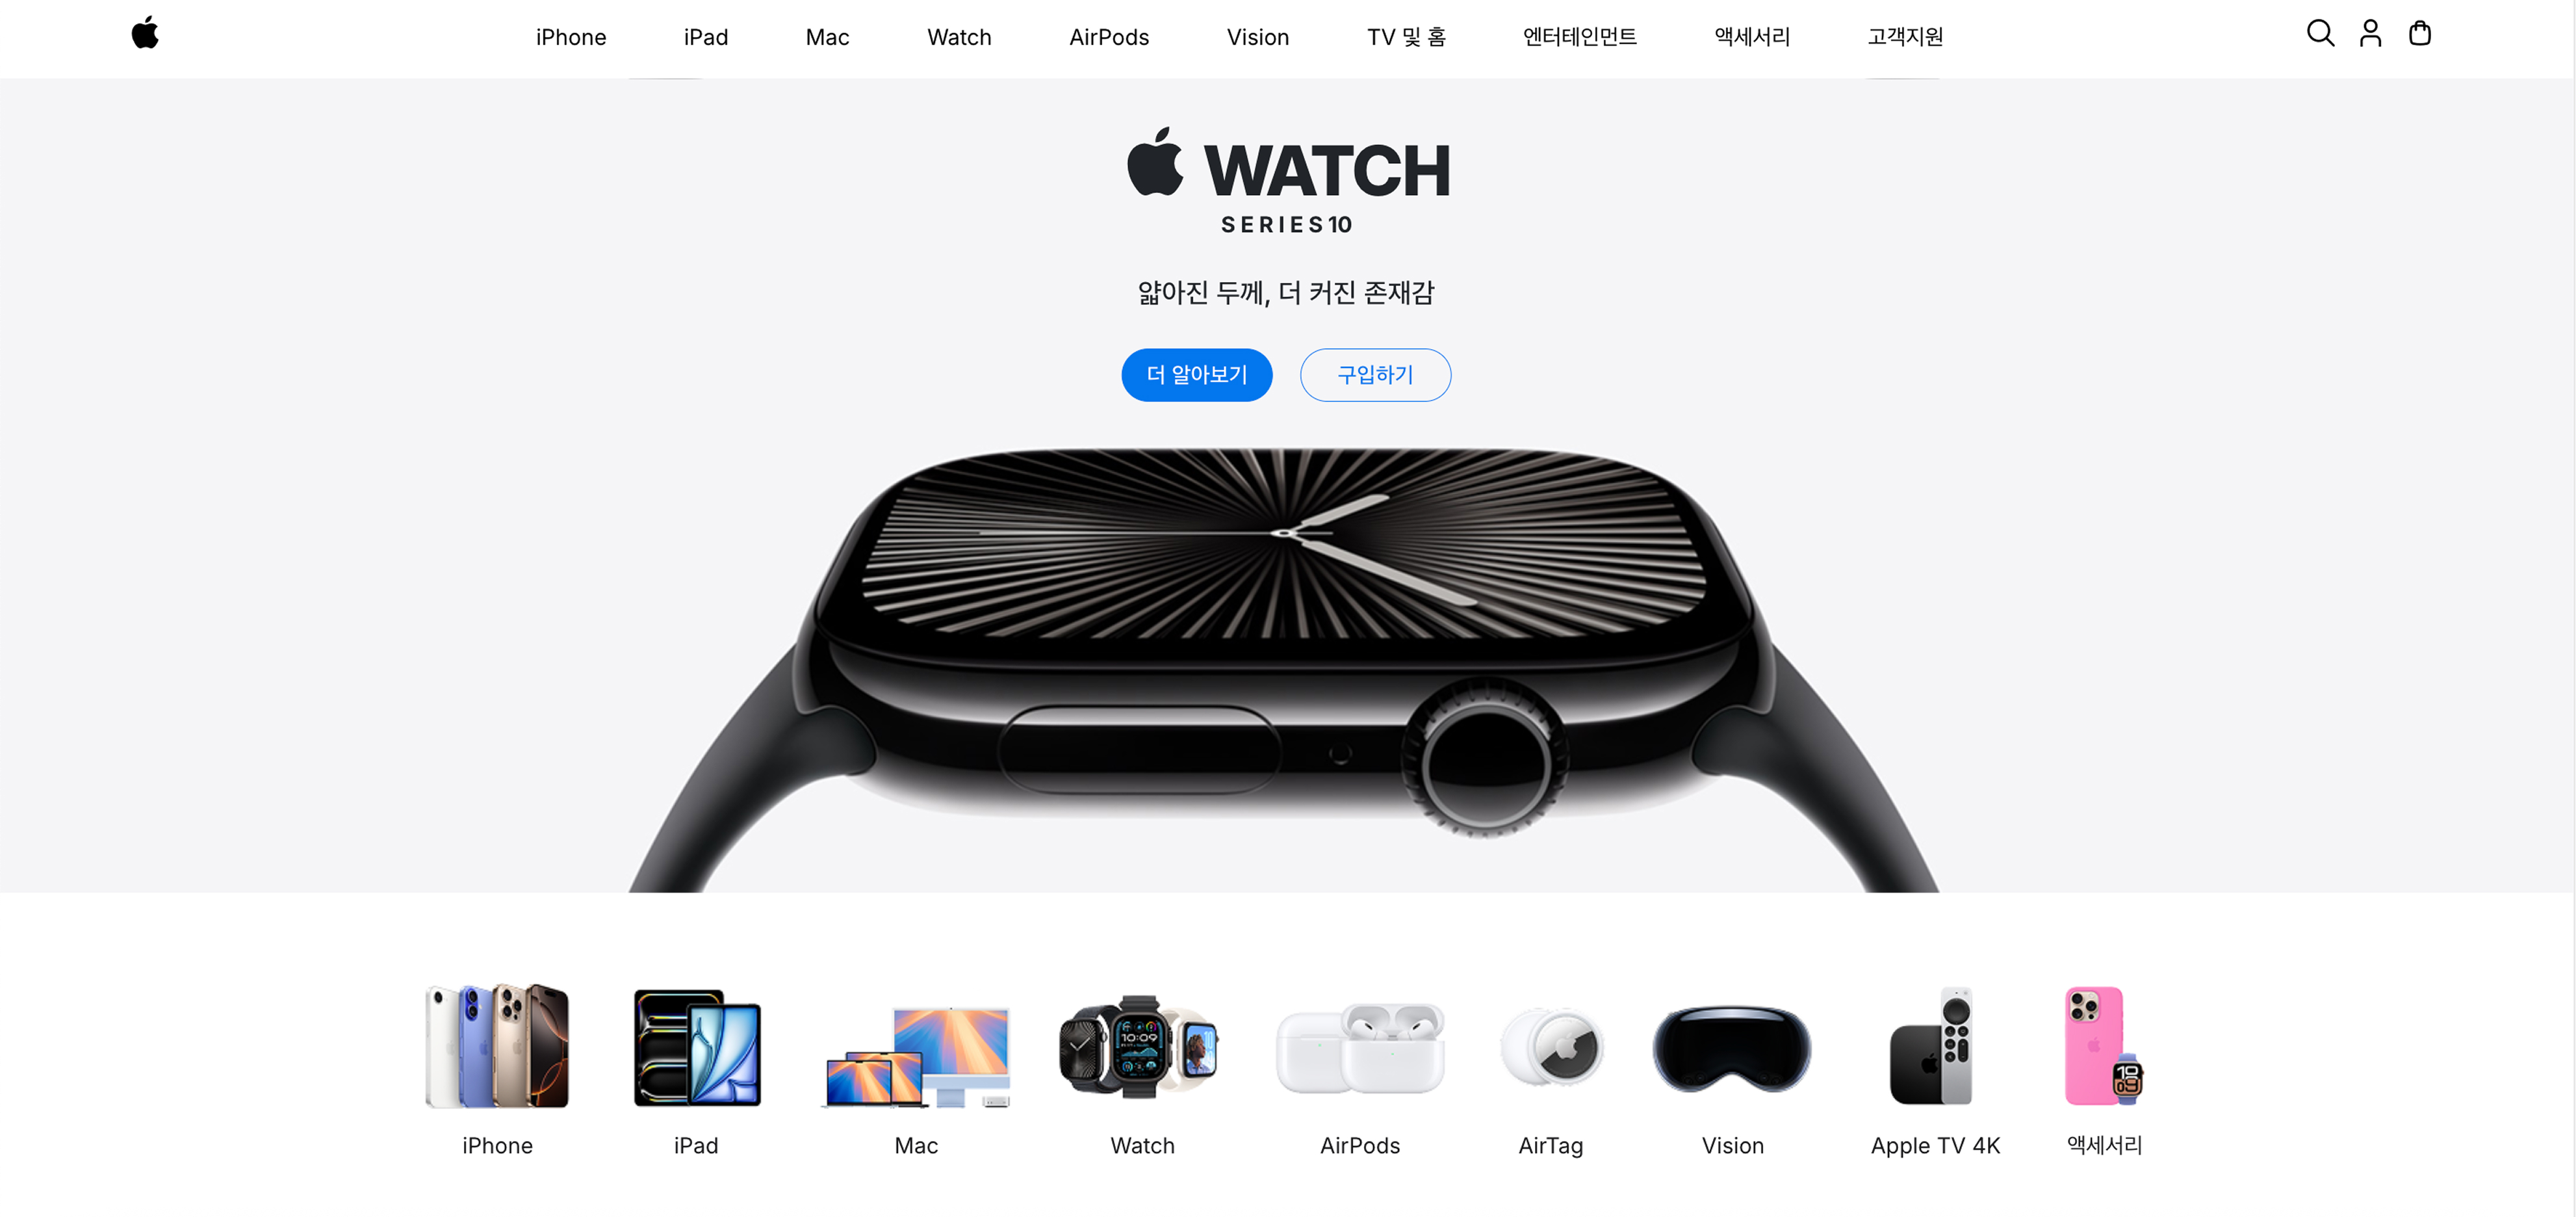 iPhone iPad Mac Watch AirPods Vision TV 및 홈 엔터테인먼트 액세서리 고객지원
WATCH
SERIES10
얇아진 두께, 더 커진 존재감
더 알아보기 구입하기
10:09
iPhone iPad Mac Watch AirPods AirTag Vision Apple TV 4K 액세서리